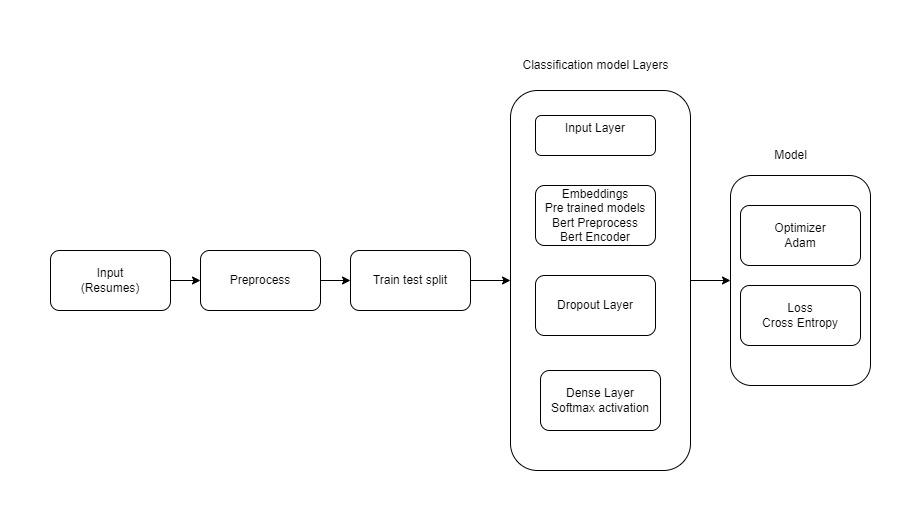 Classification model Layers
Input Layer
Embeddings
Pre trained models
Bert Preprocess
Bert Encoder
Dropout Layer
Dense Layer
Softmax activation
Input
(Resumes)
Preprocess
Train test split
Model
Optimizer
Adam
Loss
Cross Entropy